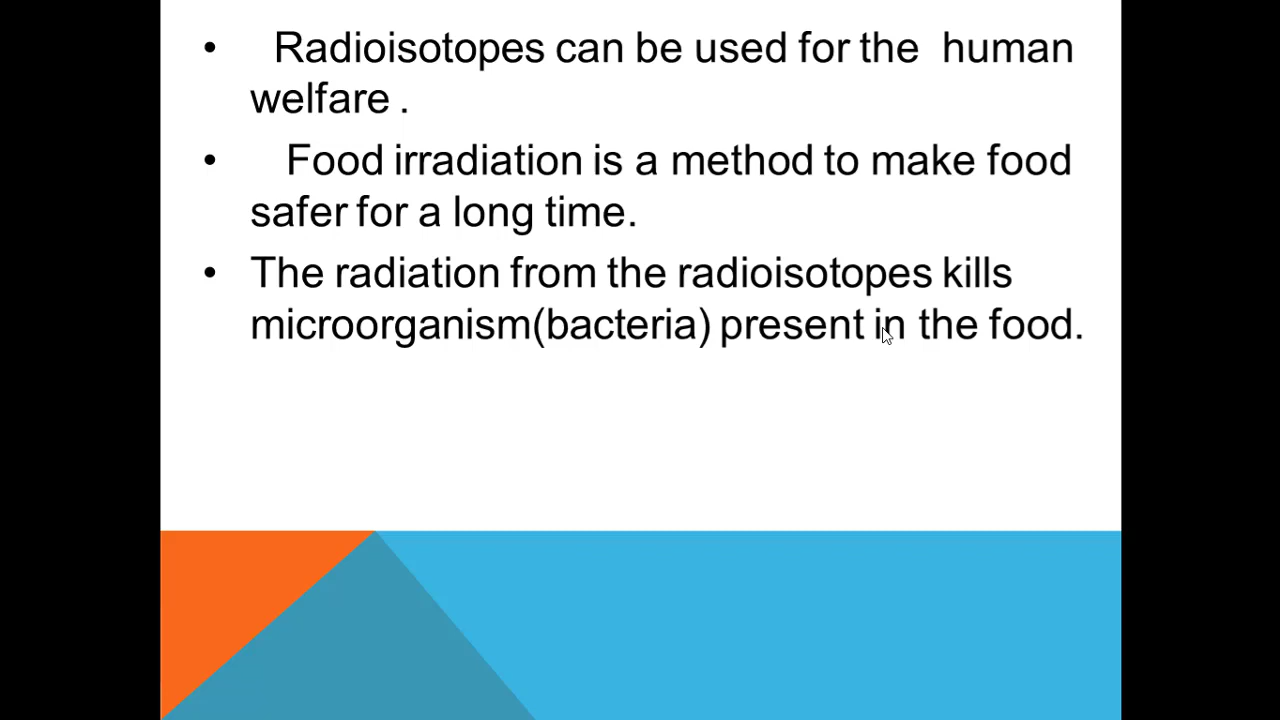 • Radioisotopes can be used for the human
welfare .
• Food irradiation is a method to make food
safer for a long time.
• The radiation from the radioisotopes kills
microorganism(bacteria) present in the food.